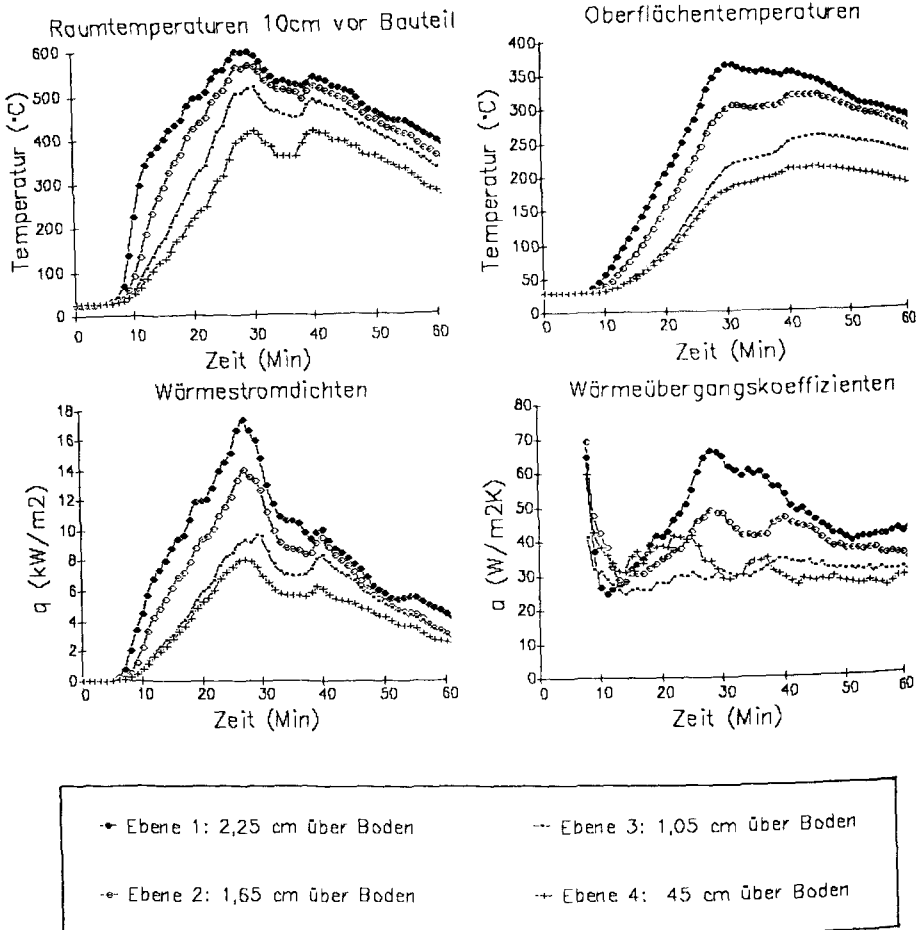 Raumtemperaturen 10cm vor Bauteil
Temperatur (°C)
600
500
400
300
200
100
0
0 10 20 30 40 50 60
Zeit (Min)
Oberflächentemperaturen
Temperatur (°C)
400
350
300
250
200
150
100
50
0
0 10 20 30 40 50 60
Zeit (Min)
Wärmestromdichten
q (kW/m2)
18
16
14
12
10
8
6
4
2
0
0 10 20 30 40 50 60
Zeit (Min)
Wärmeübergangskoeffizienten
a (W/m2K)
80
70
60
50
40
30
20
10
0
0 10 20 30 40 50 60
Zeit (Min)
Ebene 1: 2,25 cm über Boden
Ebene 3: 1,05 cm über Boden
Ebene 2: 1,65 cm über Boden
Ebene 4: 45 cm über Boden